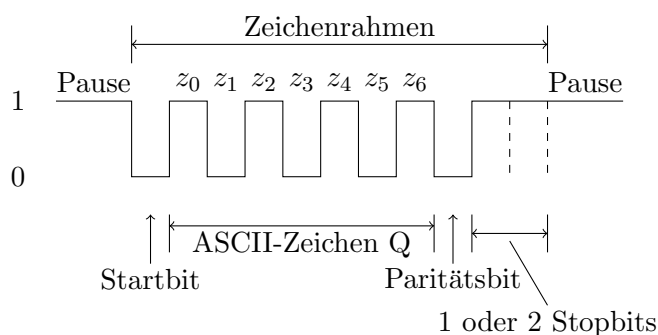 Zeichenrahmen
Pause z0 z1 z2 z3 z4 z5 z6 Pause
1
0
ASCII-Zeichen Q
Startbit Paritätsbit
1 oder 2 Stopbits